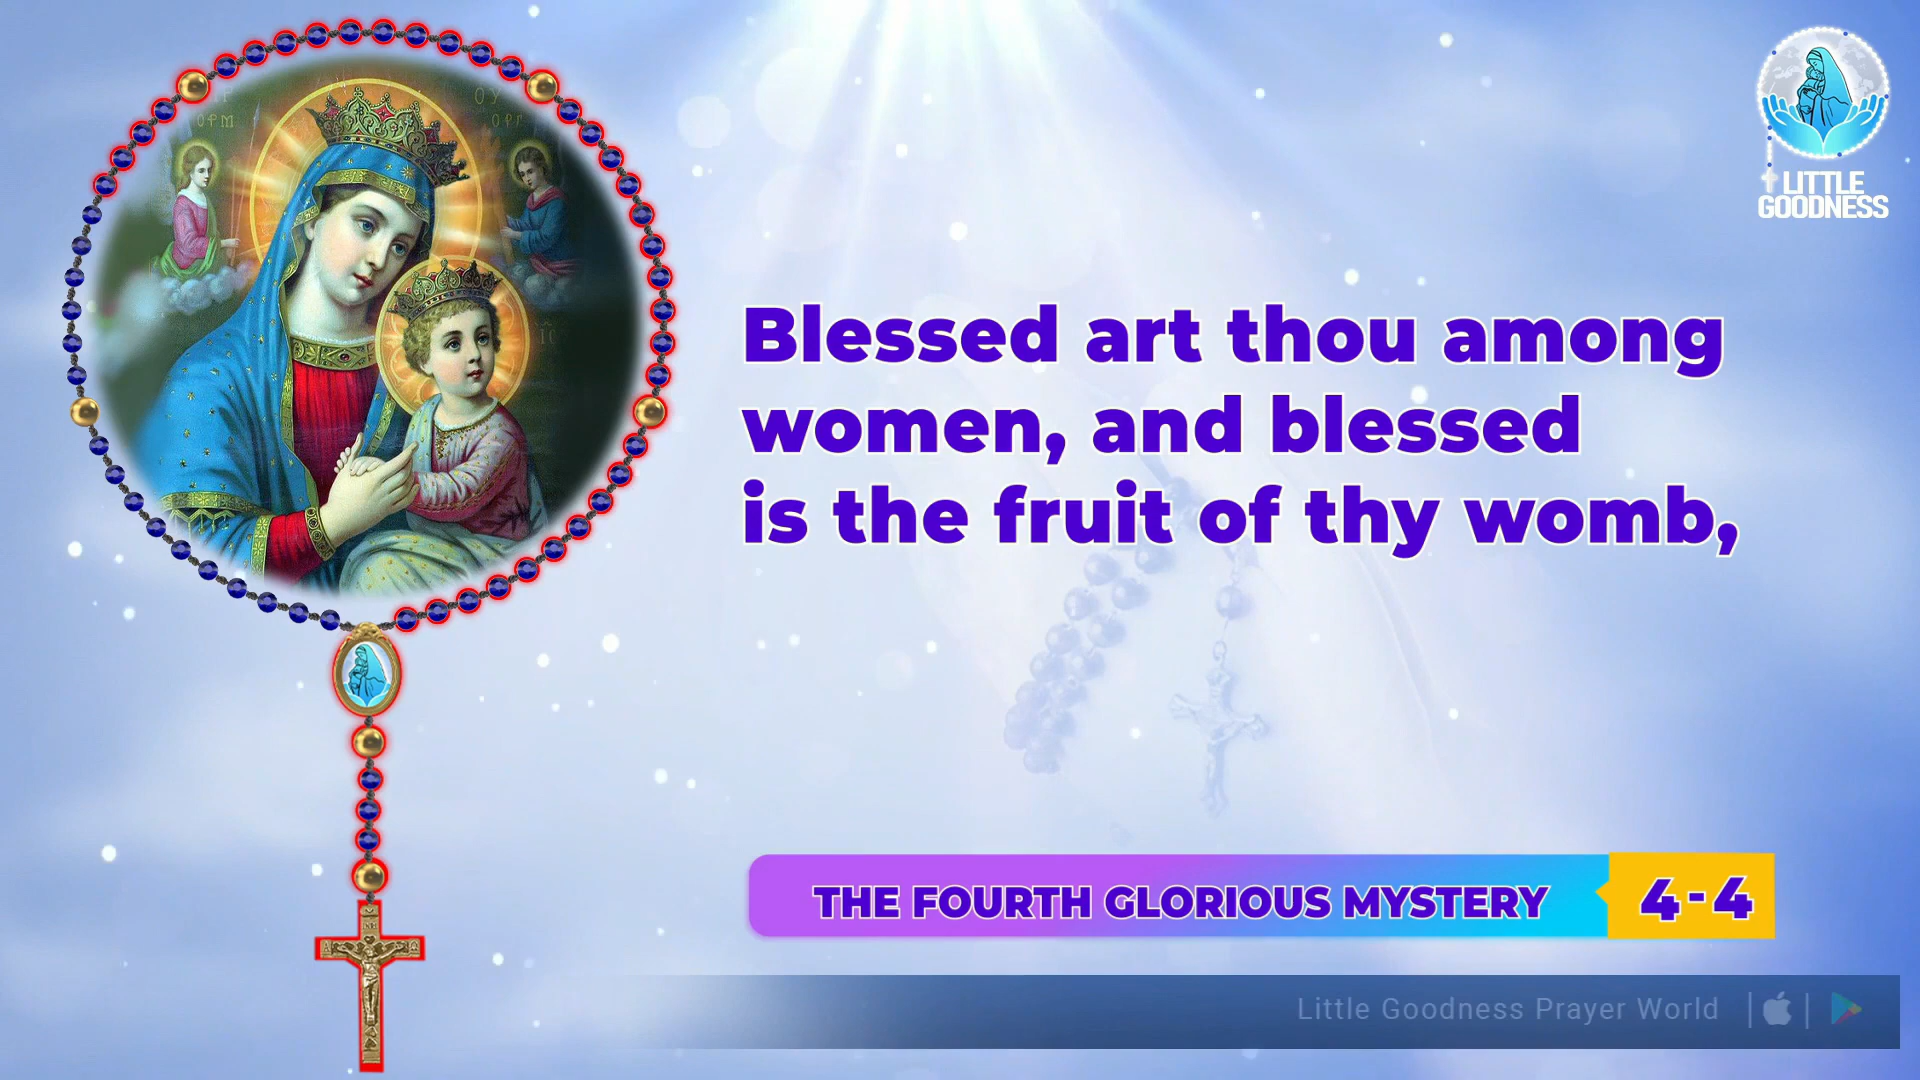 LITTLE
GOODNESS
Blessed art thou among
women, and blessed
is the fruit of thy womb,
THE FOURTH GLORIOUS MYSTERY 4-4
Little Goodness Prayer World